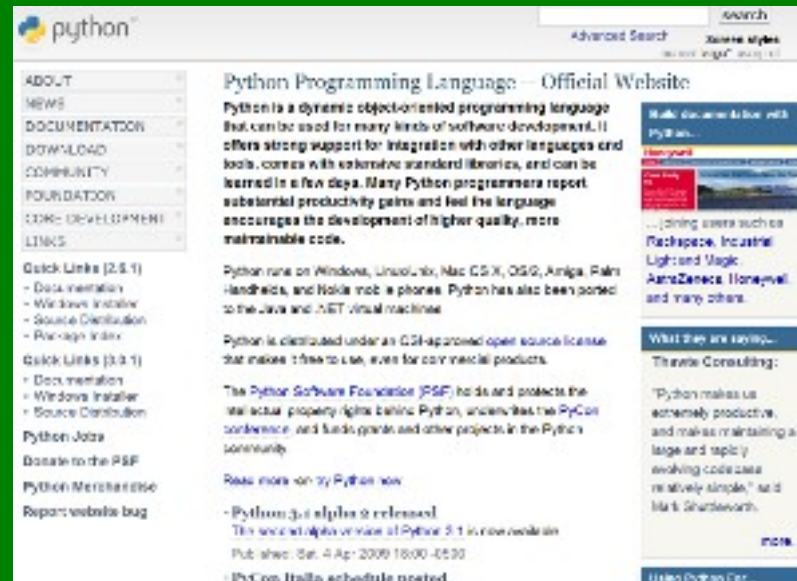 python
search
Advanced Search
Screen styles
ABOUT
NEWS
DOCUMENTATION
DOWNLOAD
COMMUNITY
FOUNDATION
CORE DEVELOPMENT
LINKS
Quick Links (2.6.1)
Documentation
Windows Installer
Source Distribution
Package Index
Quick Links (3.0.1)
Documentation
Windows Installer
Source Distribution
Python Jobs
Donate to the PSF
Python Merchandise
Report website bug
Python Programming Language -- Official Website
Python is a dynamic object-oriented programming language
that can be used for many kinds of software development. It
offers strong support for integration with other languages and
tools, comes with extensive standard libraries, and can be
learned in a few days. Many Python programmers report
substantial productivity gains and feel the language
encourages the development of higher quality, more
maintainable code.
Python runs on Windows, Linux/Unix, Mac OS X, OS/2, Amiga, Palm
Handhelds, and Nokia mobile phones. Python has also been ported
to the Java and .NET virtual machines.
Python is distributed under an OSI-approved open source license
that makes it free to use, even for commercial products.
The Python Software Foundation (PSF) holds and protects the
intellectual property rights behind Python, underwrites the PyCon
conference, and funds grants and other projects in the Python
community.
Read more -or- try Python now
Python 3.1 alpha 2 released
The second alpha version of Python 3.1 is now available
Published: Sat, 4 Apr 2009 18:00 -0500
PyCon Italia schedule posted
Build documentation with
Python...
Honeywell
... joining users such as
Rackspace, Industrial
Light and Magic,
AstraZeneca, Honeywell,
and many others.
What they are saying...
Thawte Consulting:
"Python makes us
extremely productive,
and makes maintaining a
large and rapidly
evolving codebase
relatively simple," said
Mark Shuttleworth.
more.
Using Python For